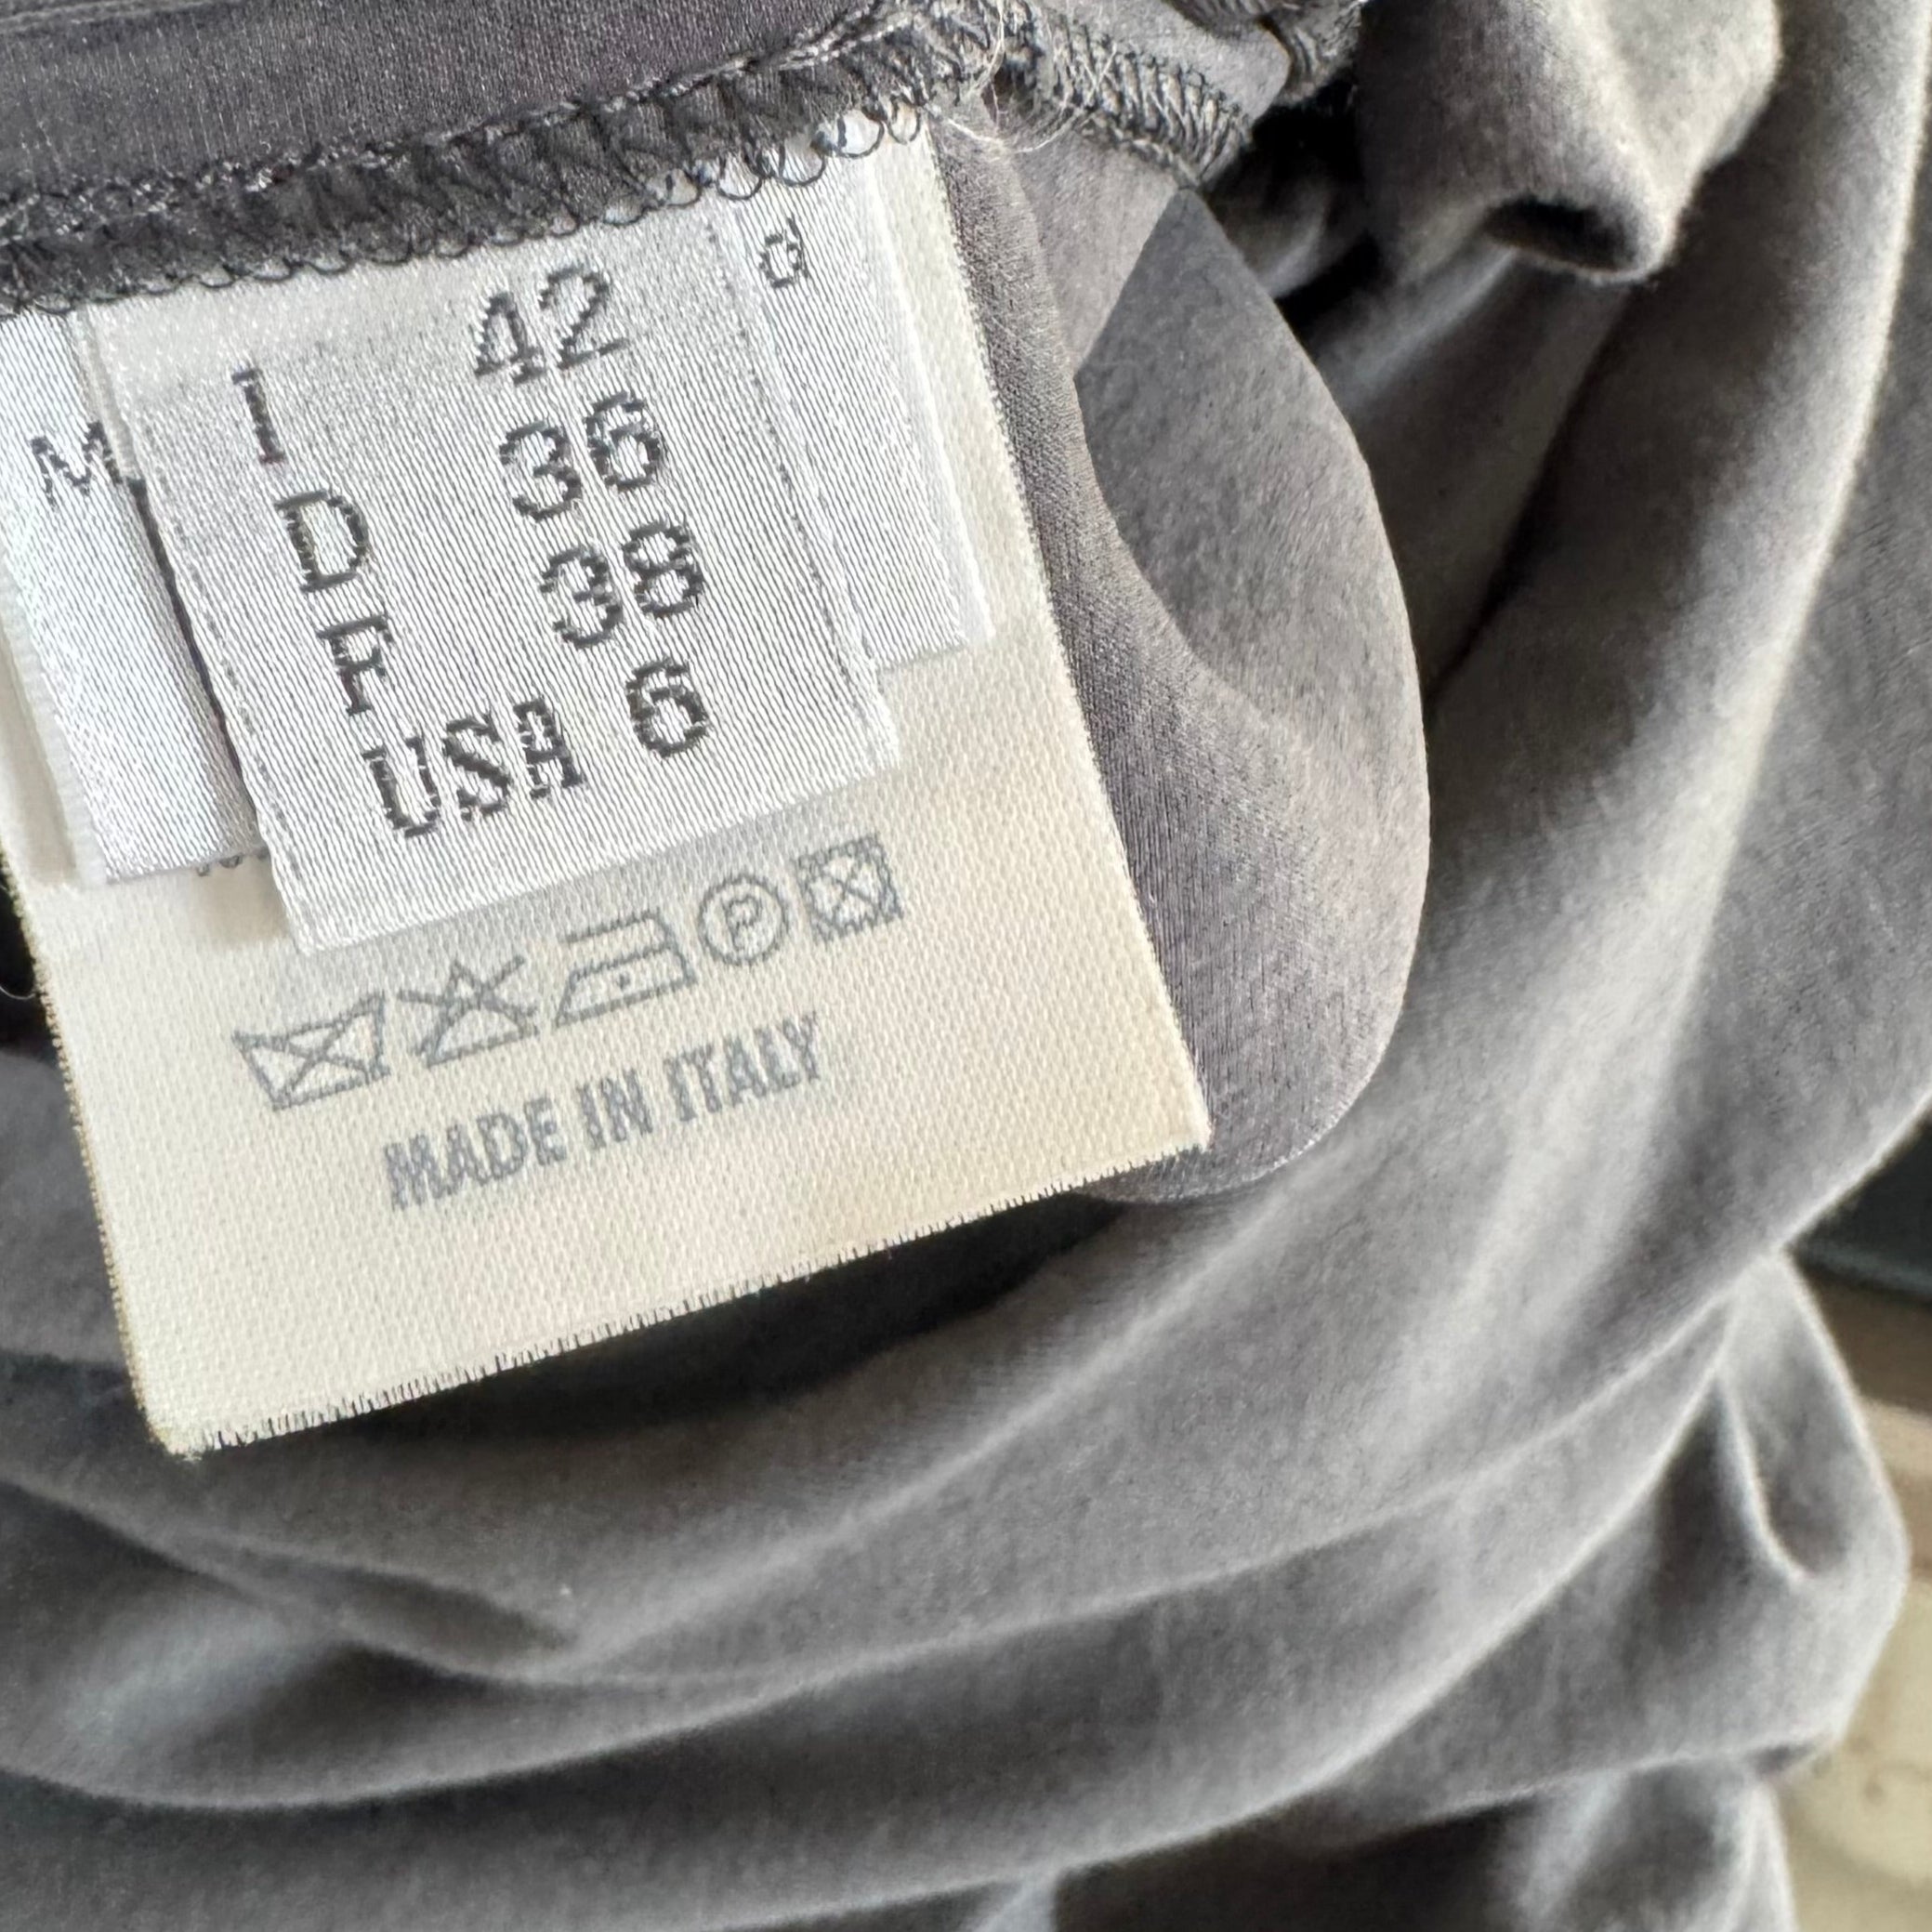 I 42
D 36
F 38
USA 6
M
P
MADE IN ITALY